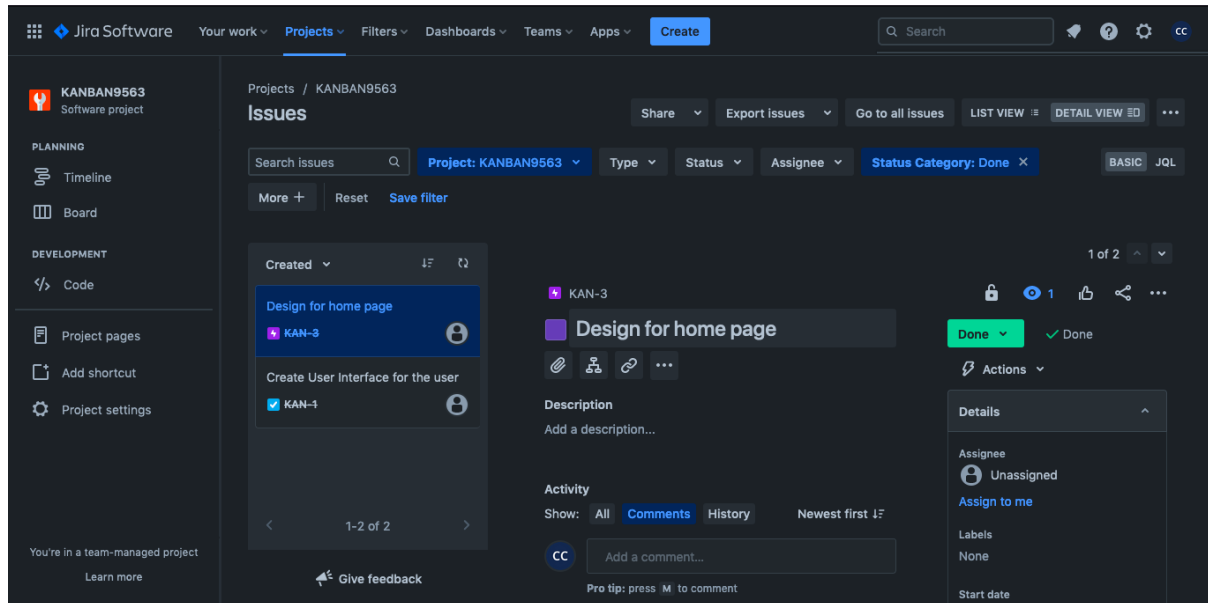 Jira Software Your work Projects Filters Dashboards Teams Apps Create Search CC
KANBAN9563
Software project
PLANNING
Timeline
Board
DEVELOPMENT
Code
Project pages
Add shortcut
Project settings
You're in a team-managed project
Learn more
Projects / KANBAN9563
Issues
Share Export issues Go to all issues LIST VIEW DETAIL VIEW
Search issues Project: KANBAN9563 Type Status Assignee Status Category: Done BASIC JQL
More Reset Save filter
Created
Design for home page
KAN-3
Create User Interface for the user
KAN-1
1-2 of 2
Give feedback
1 of 2
KAN-3
1
Design for home page
Description
Add a description...
Activity
Show: All Comments History Newest first
CC Add a comment...
Pro tip: press M to comment
Done Done
Actions
Details
Assignee
Unassigned
Assign to me
Labels
None
Start date